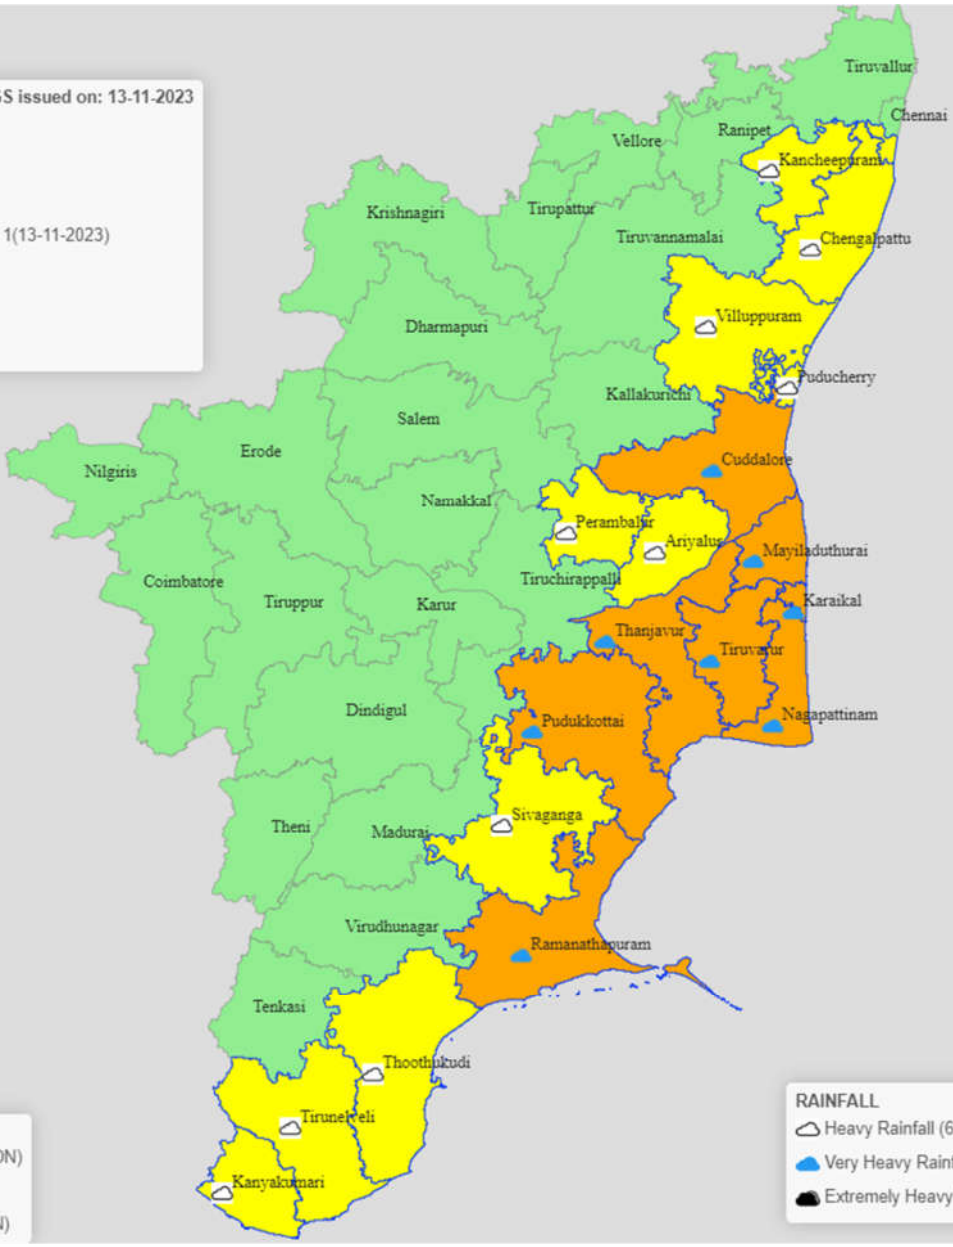 GS issued on: 13-11-2023
1(13-11-2023)
Tiruvallur
Chennai
Ranipet
Vellore
Kancheepuram
Krishnagiri
Tirupattur
Tiruvannamalai
Chengalpattu
Villuppuram
Dharmapuri
Puducherry
Kallakurichi
Salem
Erode
Cuddalore
Nilgiris
Namakkal
Perambalur
Ariyalur
Mayiladuthurai
Coimbatore
Tiruchirappalli
Tiruppur
Karur
Karaikal
Thanjavur
Tiruvarur
Dindigul
Pudukkottai
Nagapattinam
Sivaganga
Theni
Madurai
Virudhunagar
Ramanathapuram
Tenkasi
Thoothukudi
Tirunelveli
Kanyakumari
ON)
N)
RAINFALL
Heavy Rainfall (6
Very Heavy Rainf
Extremely Heavy